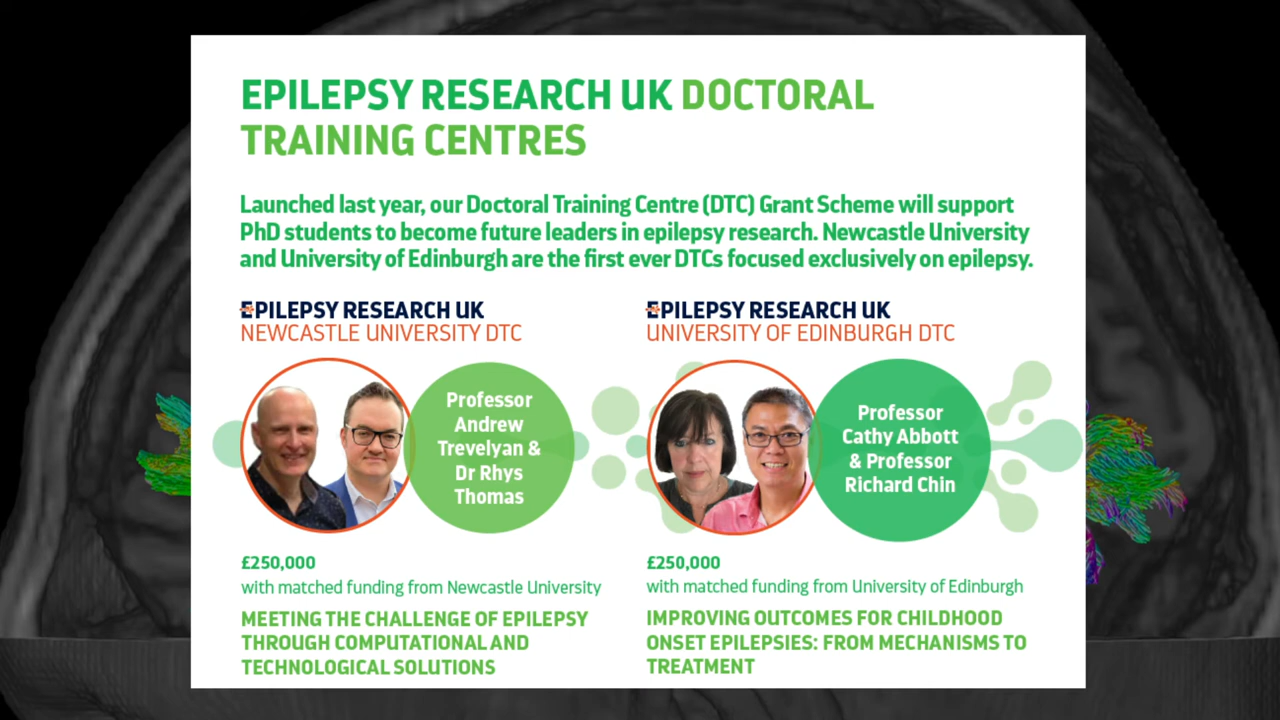 EPILEPSY RESEARCH UK DOCTORAL
TRAINING CENTRES
Launched last year, our Doctoral Training Centre (DTC) Grant Scheme will support
PhD students to become future leaders in epilepsy research. Newcastle University
and University of Edinburgh are the first ever DTCs focused exclusively on epilepsy.
EPILEPSY RESEARCH UK
NEWCASTLE UNIVERSITY DTC
Professor
Andrew
Trevelyan &
Dr Rhys
Thomas
£250,000
with matched funding from Newcastle University
MEETING THE CHALLENGE OF EPILEPSY
THROUGH COMPUTATIONAL AND
TECHNOLOGICAL SOLUTIONS
EPILEPSY RESEARCH UK
UNIVERSITY OF EDINBURGH DTC
Professor
Cathy Abbott
& Professor
Richard Chin
£250,000
with matched funding from University of Edinburgh
IMPROVING OUTCOMES FOR CHILDHOOD
ONSET EPILEPSIES: FROM MECHANISMS TO
TREATMENT